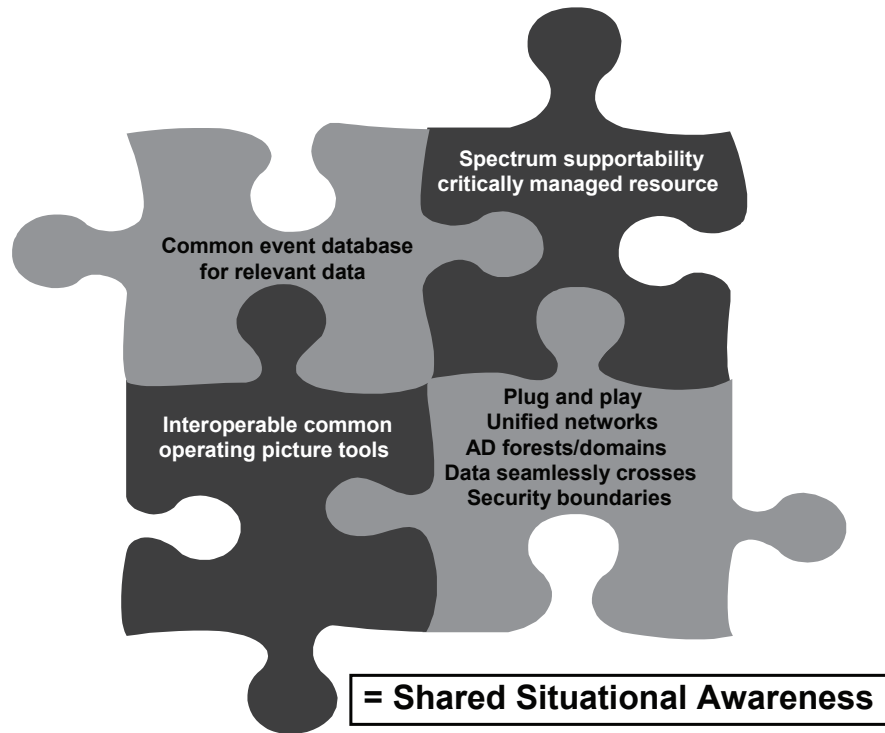 Spectrum supportability
critically managed resource
Common event database
for relevant data
Interoperable common
operating picture tools
Plug and play
Unified networks
AD forests/domains
Data seamlessly crosses
Security boundaries
= Shared Situational Awareness